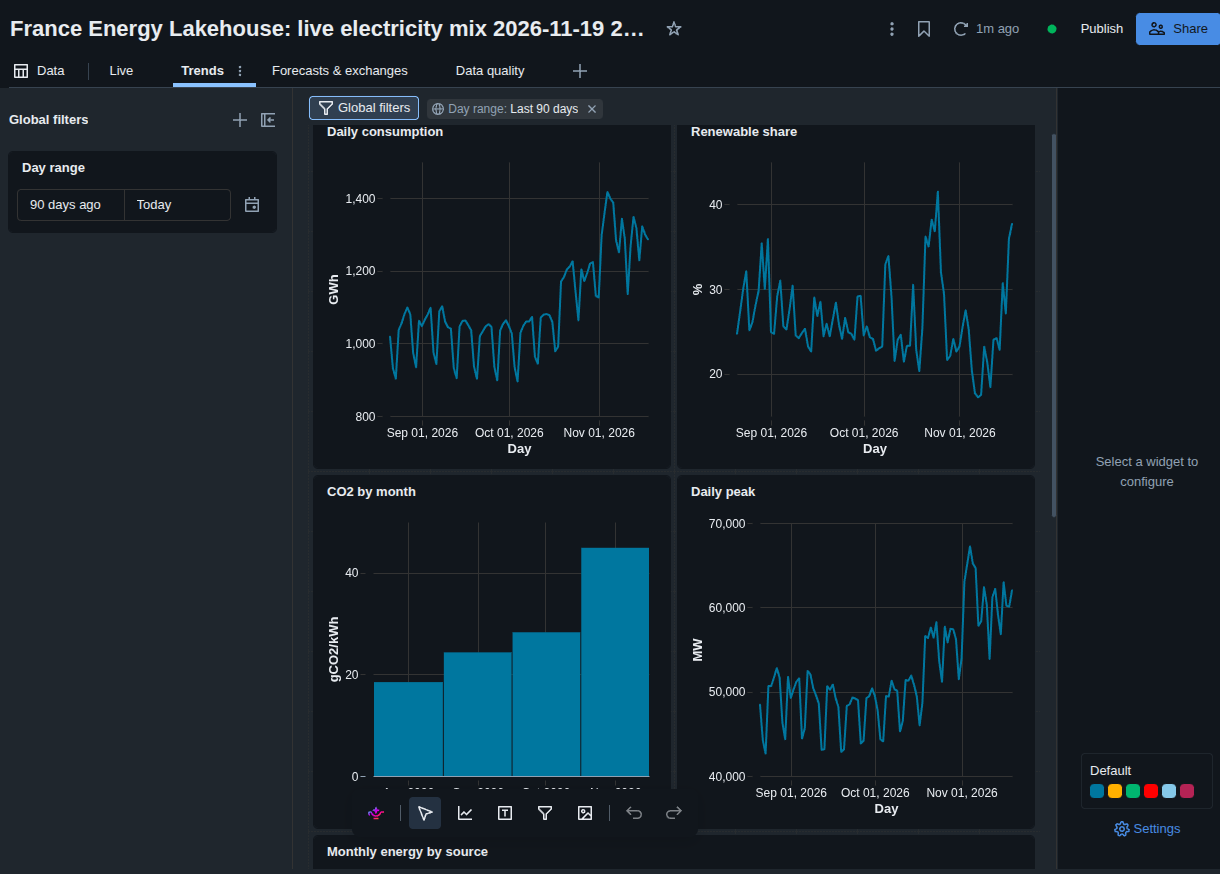 France Energy Lakehouse: live electricity mix 2026-11-19 2…
1m ago
Publish
Share
Data
Live
Trends
Forecasts & exchanges
Data quality
Global filters
Day range
90 days ago
Today
Global filters
Day range: Last 90 days
Daily consumption
GWh
1,400
1,200
1,000
800
Sep 01, 2026
Oct 01, 2026
Nov 01, 2026
Day
Renewable share
%
40
30
20
Sep 01, 2026
Oct 01, 2026
Nov 01, 2026
Day
CO2 by month
gCO2/kWh
40
20
0
Daily peak
MW
70,000
60,000
50,000
40,000
Sep 01, 2026
Oct 01, 2026
Nov 01, 2026
Day
Monthly energy by source
Select a widget to
configure
Default
Settings